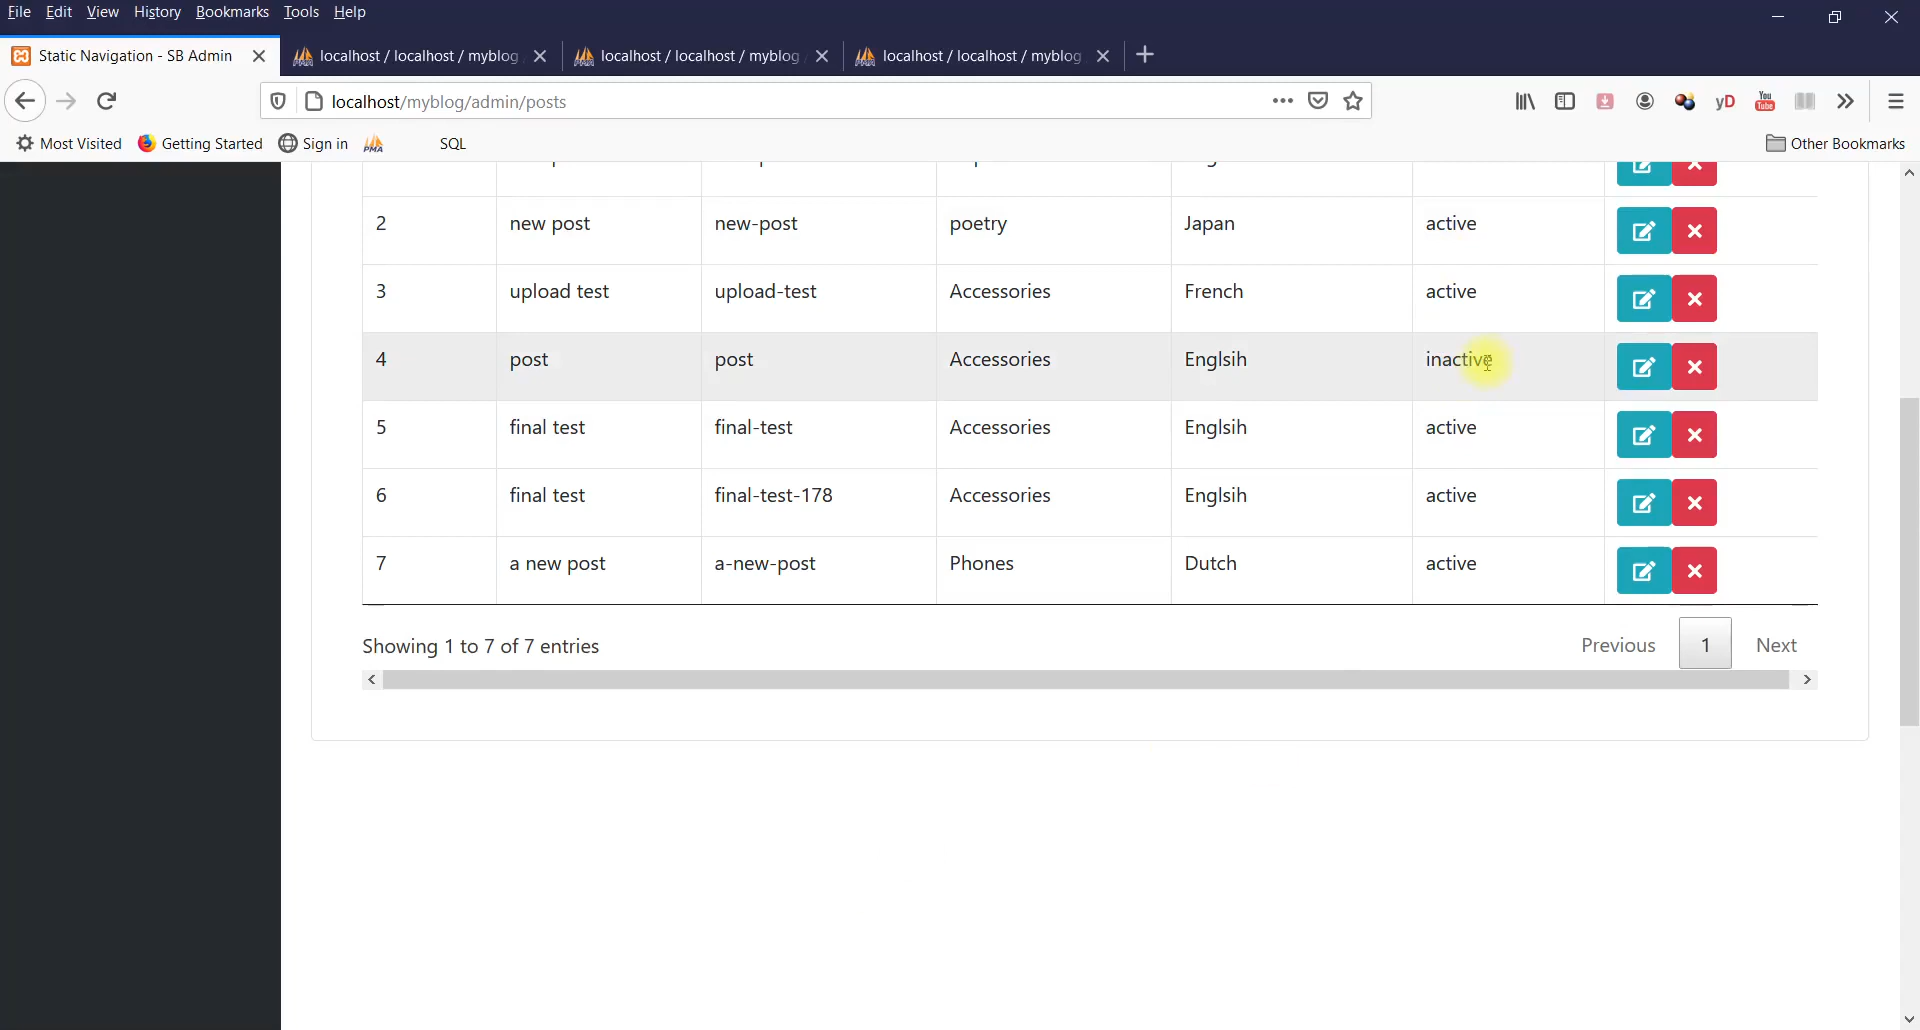 File Edit View History Bookmarks Tools Help
Static Navigation - SB Admin localhost / localhost / myblog localhost / localhost / myblog localhost / localhost / myblog
localhost/myblog/admin/posts
Most Visited Getting Started Sign in PMA SQL Other Bookmarks
2 new post new-post poetry Japan active
3 upload test upload-test Accessories French active
4 post post Accessories Englsih inactive
5 final test final-test Accessories Englsih active
6 final test final-test-178 Accessories Englsih active
7 a new post a-new-post Phones Dutch active
Showing 1 to 7 of 7 entries Previous 1 Next